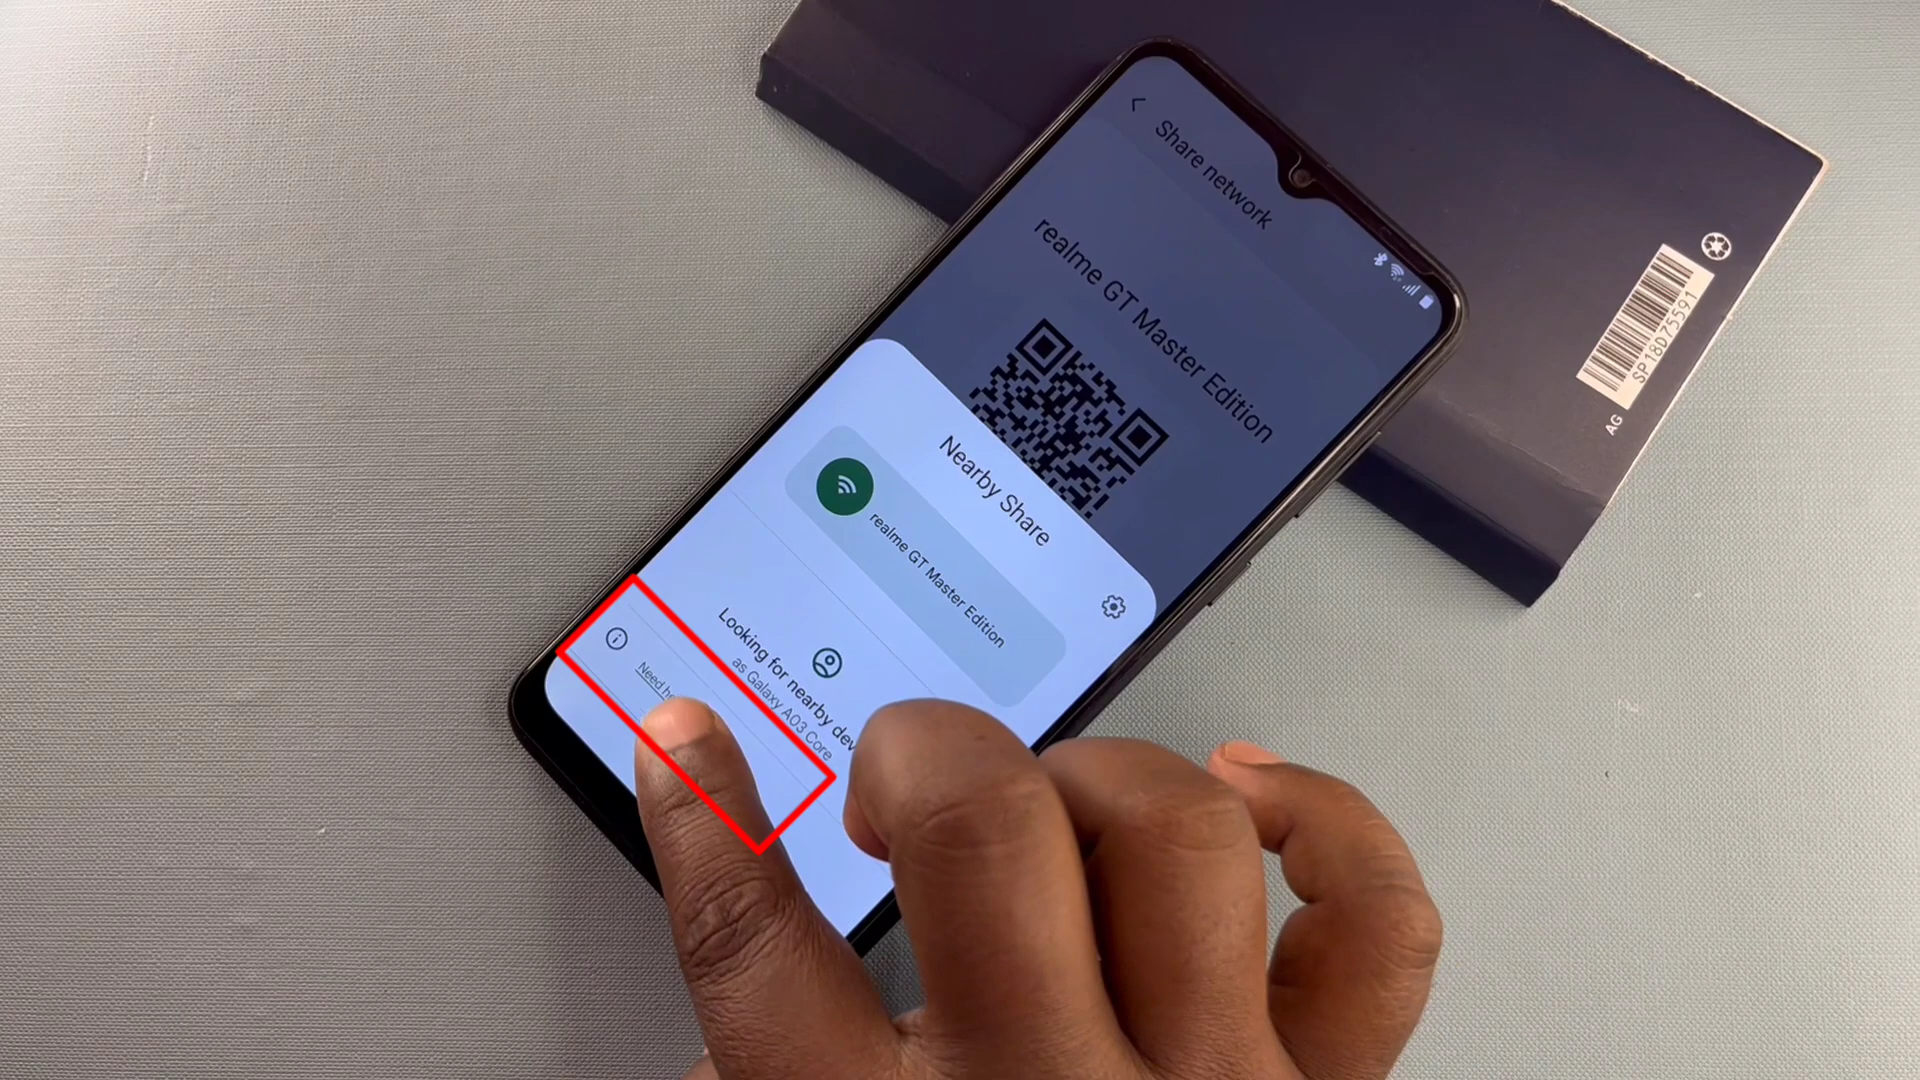 Share network
realme GT Master Edition
Nearby Share
realme GT Master Edition
Looking for nearby
as Galaxy A03 Core
Need
SP18D75591
AG